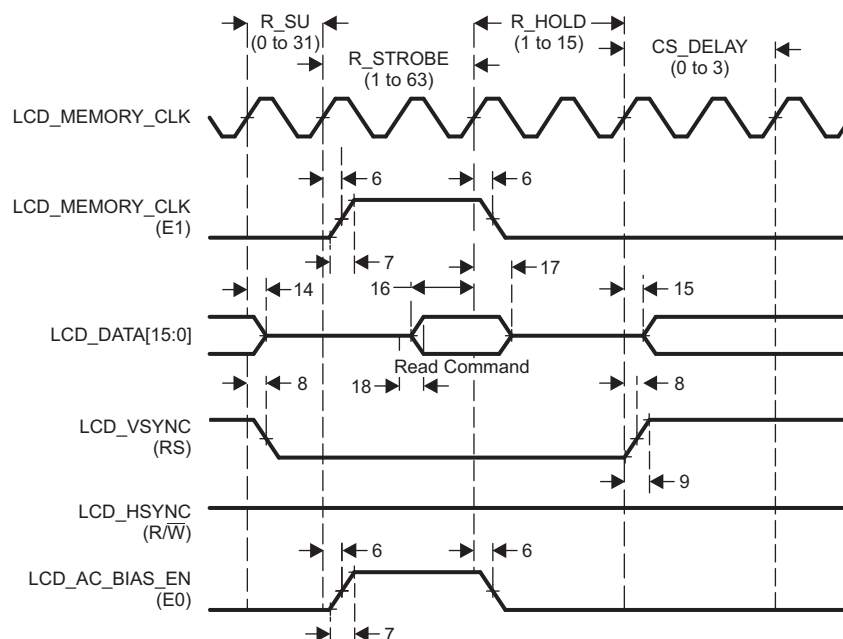 R_SU
(0 to 31)
R_HOLD
(1 to 15)
R_STROBE
(1 to 63)
CS_DELAY
(0 to 3)
LCD_MEMORY_CLK
6
6
LCD_MEMORY_CLK
(E1)
7
17
14
16
15
LCD_DATA[15:0]
Read Command
18
8
8
LCD_VSYNC
(RS)
9
LCD_HSYNC
(R/W̅)
6
6
LCD_AC_BIAS_EN
(E0)
7